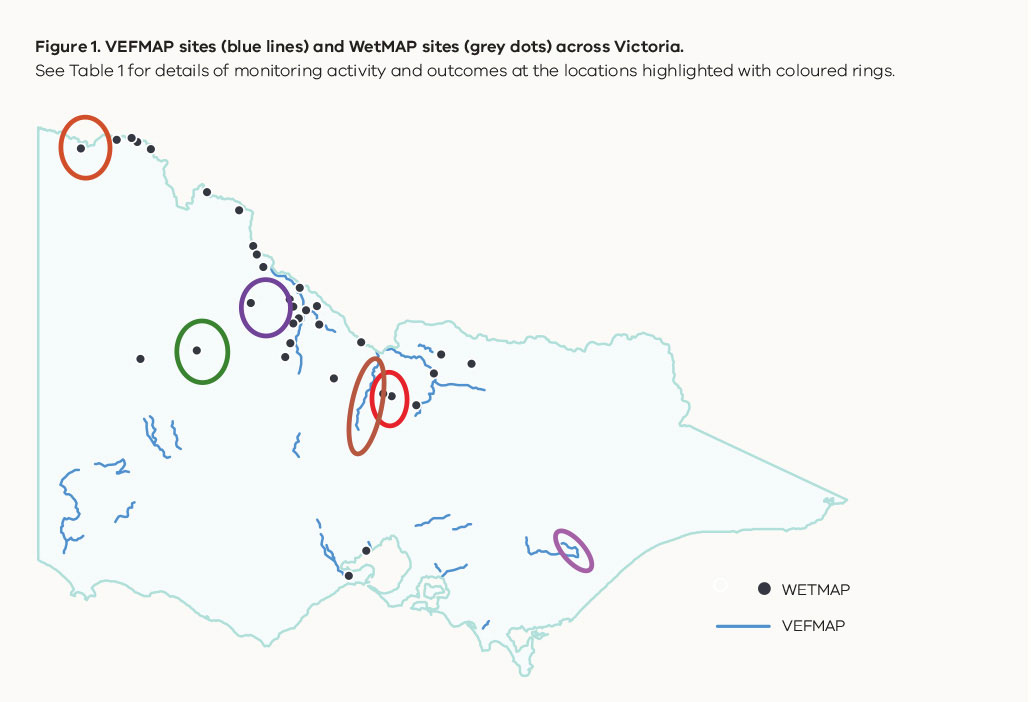 Figure 1. VEFMAP sites (blue lines) and WetMAP sites (grey dots) across Victoria.
See Table 1 for details of monitoring activity and outcomes at the locations highlighted with coloured rings.
WETMAP
VEFMAP